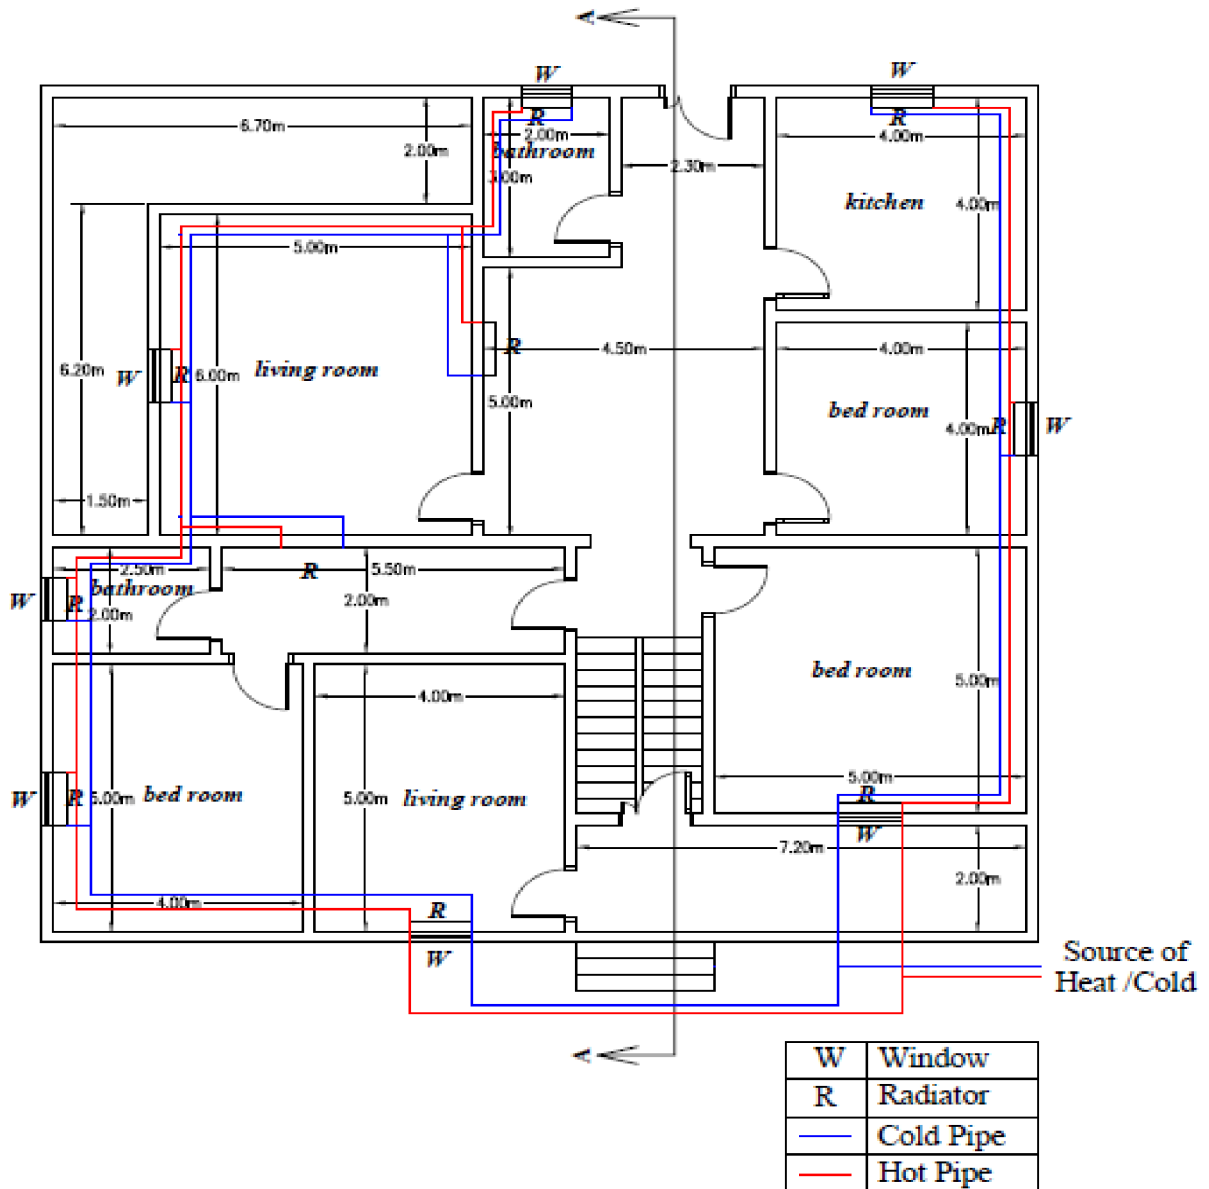 A
W
W
6.70m
R
2.00m
R
4.00m
2.00m
bathroom
2.30m
3.00m
kitchen
4.00m
5.00m
6.20m
W
R
6.00m
living room
R
4.50m
4.00m
5.00m
bed room
4.00m
R
W
1.50m
2.50m
R
5.50m
bathroom
W
R
2.00m
2.00m
bed room
5.00m
4.00m
5.00m
W
R
5.00m
bed room
5.00m
living room
R
W
7.20m
2.00m
4.00m
R
W
Source of
Heat /Cold
A
W Window
R Radiator
Cold Pipe
Hot Pipe